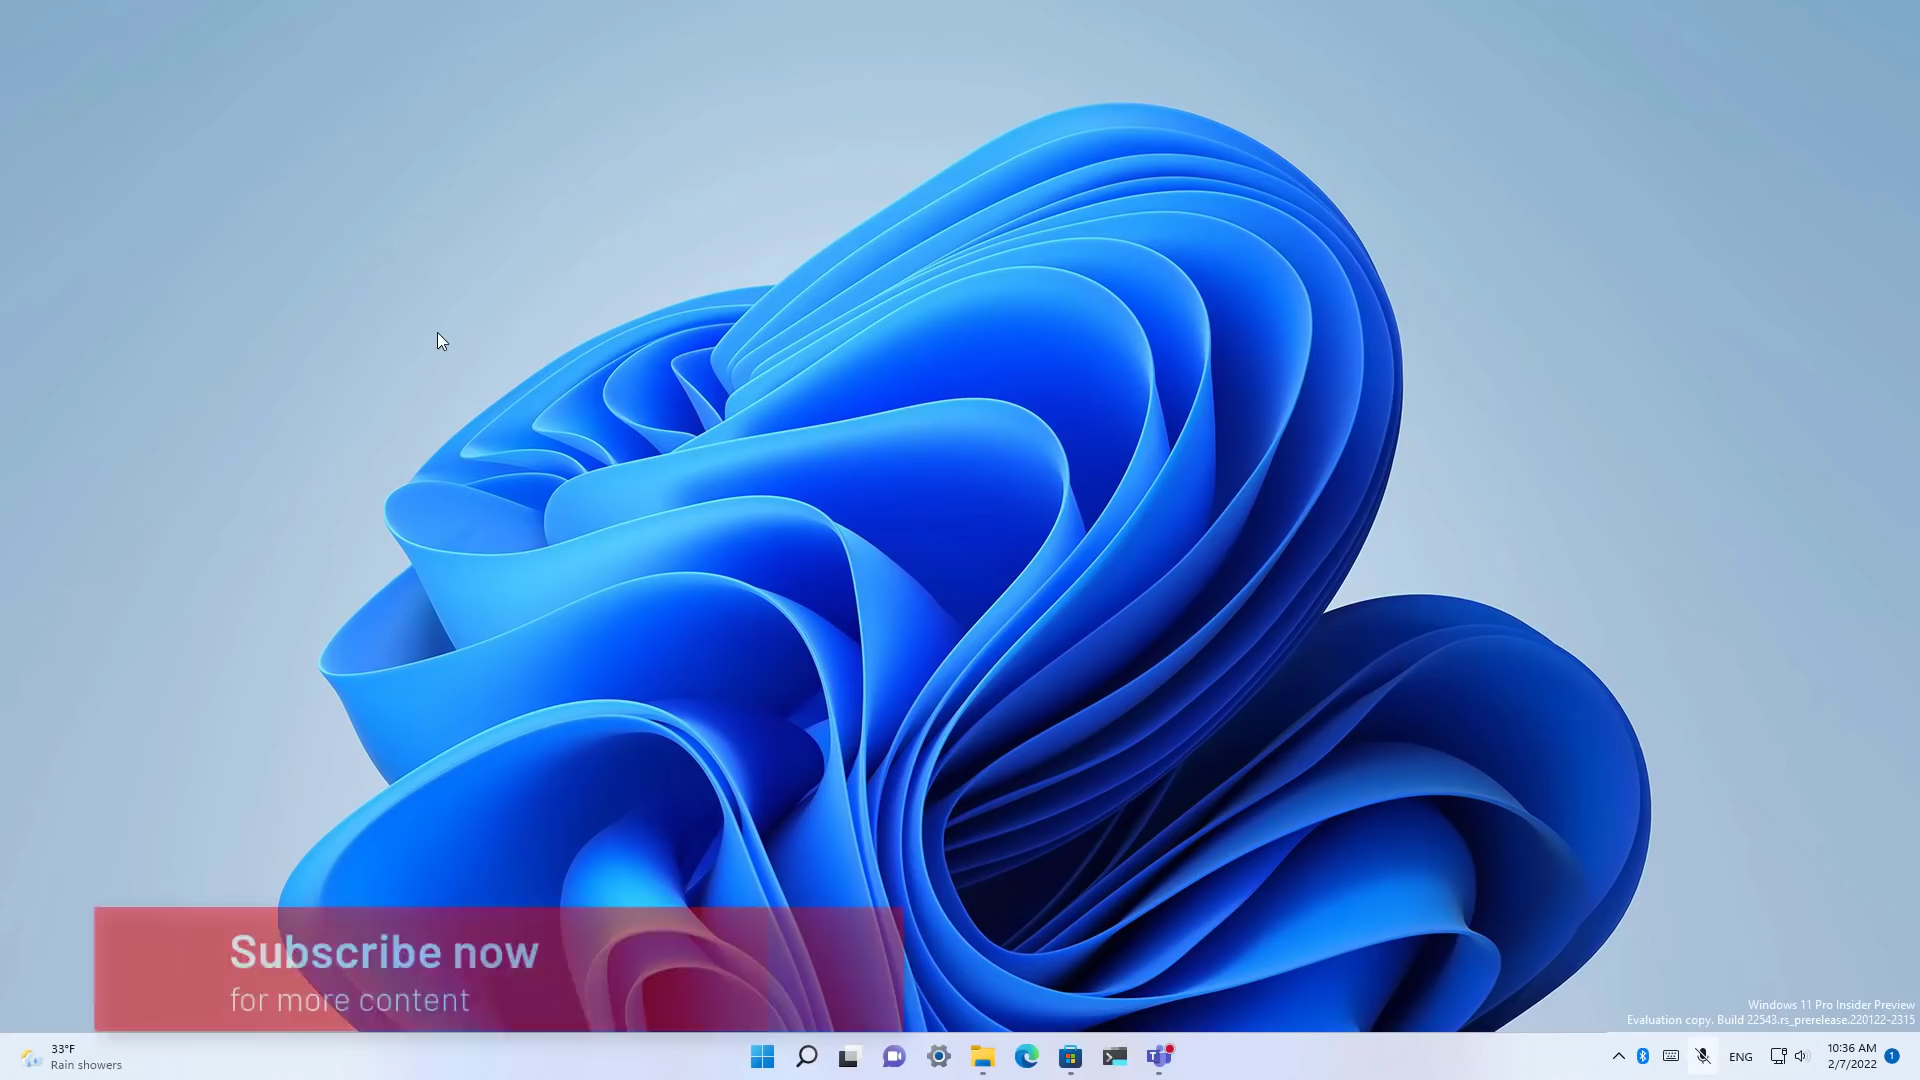 Subscribe now
for more content
Windows 11 Pro Insider Preview
Evaluation copy. Build 22543.rs_prerelease.220122-2315
33°F
Rain showers
ENG
10:36 AM
2/7/2022
1